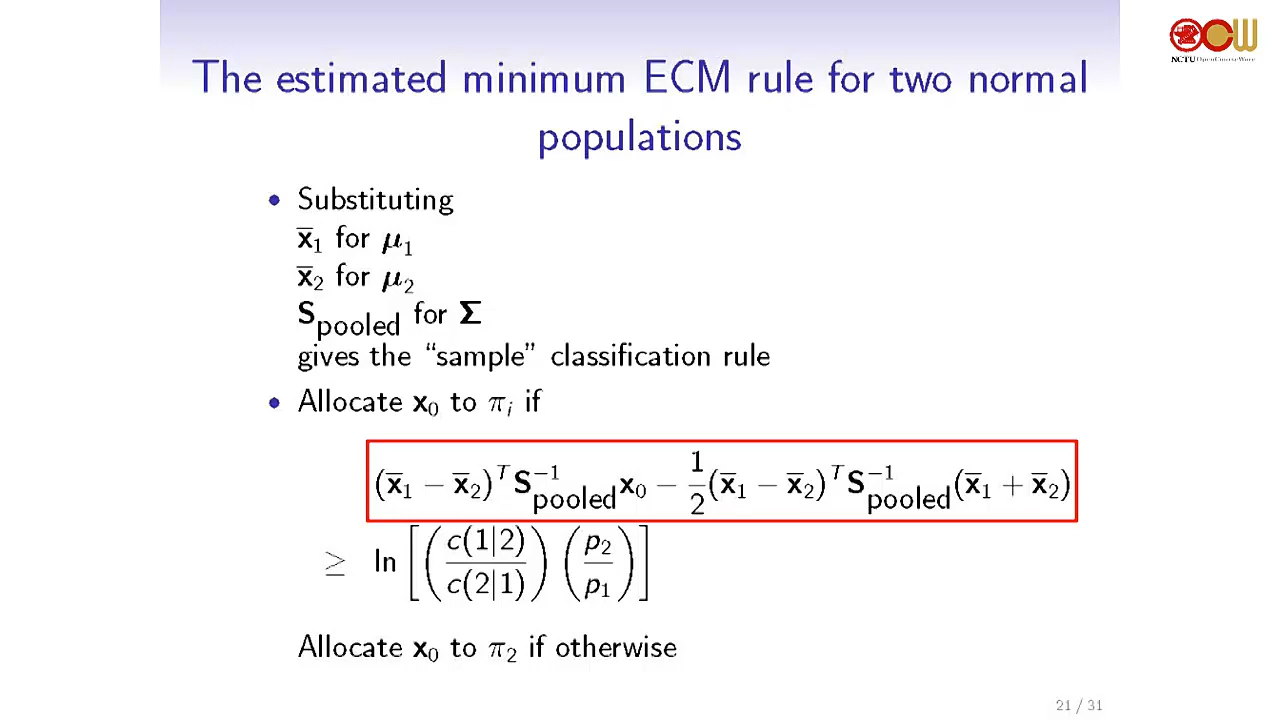 NCTU OpenCourseWare
The estimated minimum ECM rule for two normal
populations
• Substituting
x̅₁ for μ₁
x̅₂ for μ₂
S_pooled for Σ
gives the “sample” classification rule
• Allocate x₀ to π_i if
(x̅₁ − x̅₂)ᵀS⁻¹_pooled x₀ − 1/2 (x̅₁ − x̅₂)ᵀS⁻¹_pooled(x̅₁ + x̅₂)
≥ ln [ ( c(1|2) / c(2|1) ) ( p₂ / p₁ ) ]
Allocate x₀ to π₂ if otherwise
21 / 31